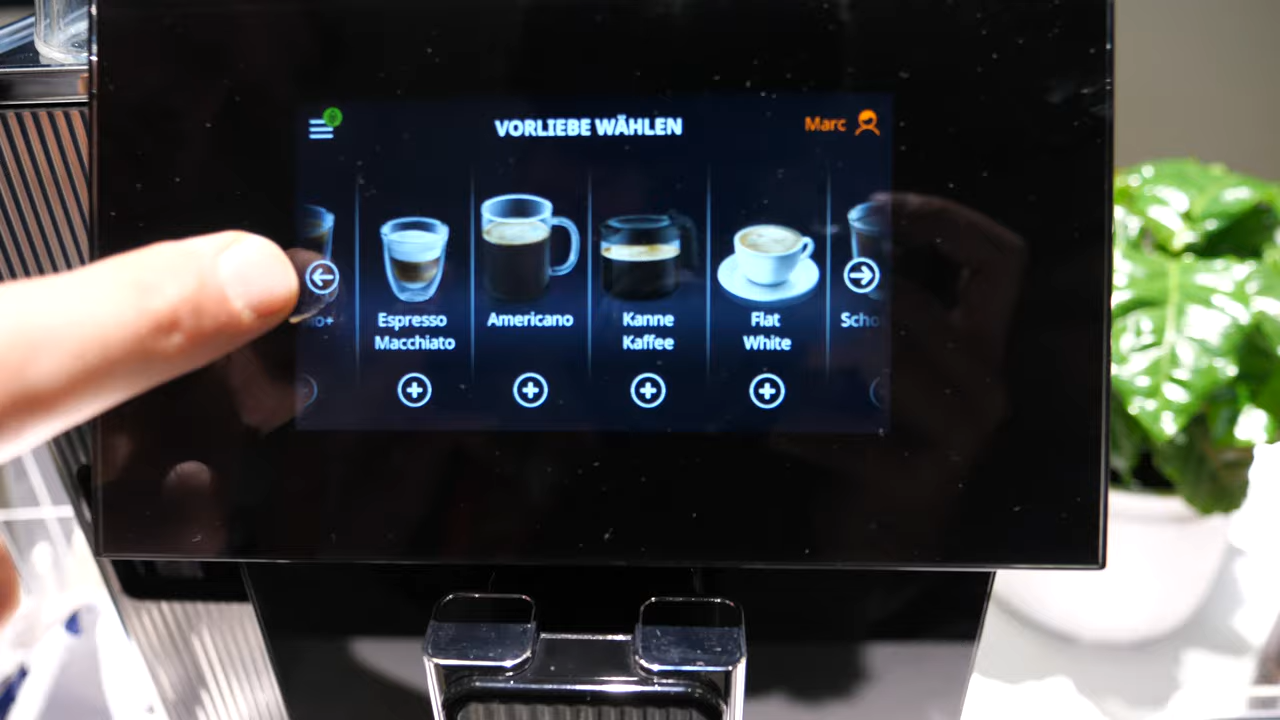 VORLIEBE WÄHLEN
Marc
Espresso
Macchiato
Americano
Kanne
Kaffee
Flat
White